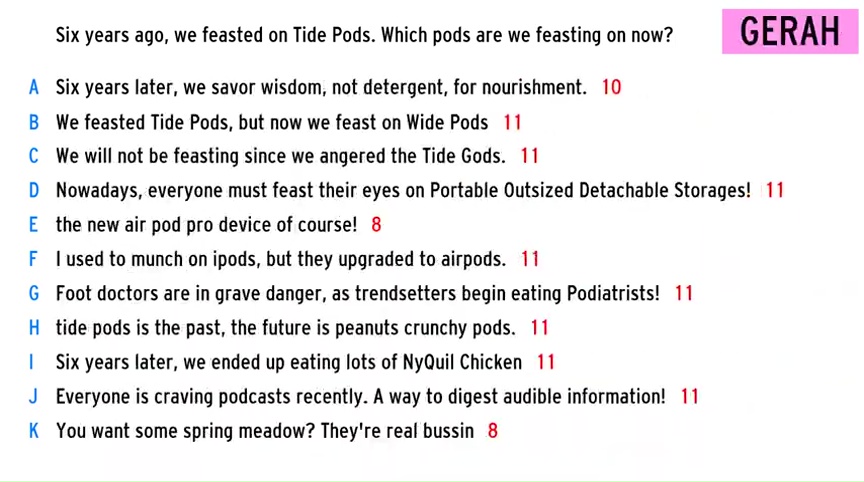 Six years ago, we feasted on Tide Pods. Which pods are we feasting on now?
GERAH
A Six years later, we savor wisdom, not detergent, for nourishment. 10
B We feasted Tide Pods, but now we feast on Wide Pods 11
C We will not be feasting since we angered the Tide Gods. 11
D Nowadays, everyone must feast their eyes on Portable Outsized Detachable Storages! 11
E the new air pod pro device of course! 8
F I used to munch on ipods, but they upgraded to airpods. 11
G Foot doctors are in grave danger, as trendsetters begin eating Podiatrists! 11
H tide pods is the past, the future is peanuts crunchy pods. 11
I Six years later, we ended up eating lots of NyQuil Chicken 11
J Everyone is craving podcasts recently. A way to digest audible information! 11
K You want some spring meadow? They're real bussin 8